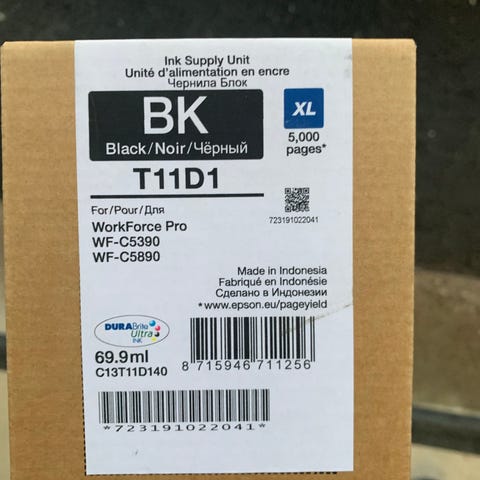 Ink Supply Unit
Unité d'alimentation en encre
Чернила Блок
BK
Black/Noir/Чёрный
XL
5,000
pages*
T11D1
723191022041
For/Pour/Для
WorkForce Pro
WF-C5390
WF-C5890
Made in Indonesia
Fabriqué en Indonésie
Сделано в Индонезии
*www.epson.eu/pageyield
DURABrite
Ultra
INK
69.9ml
C13T11D140
8 715946 711256
*723191022041*